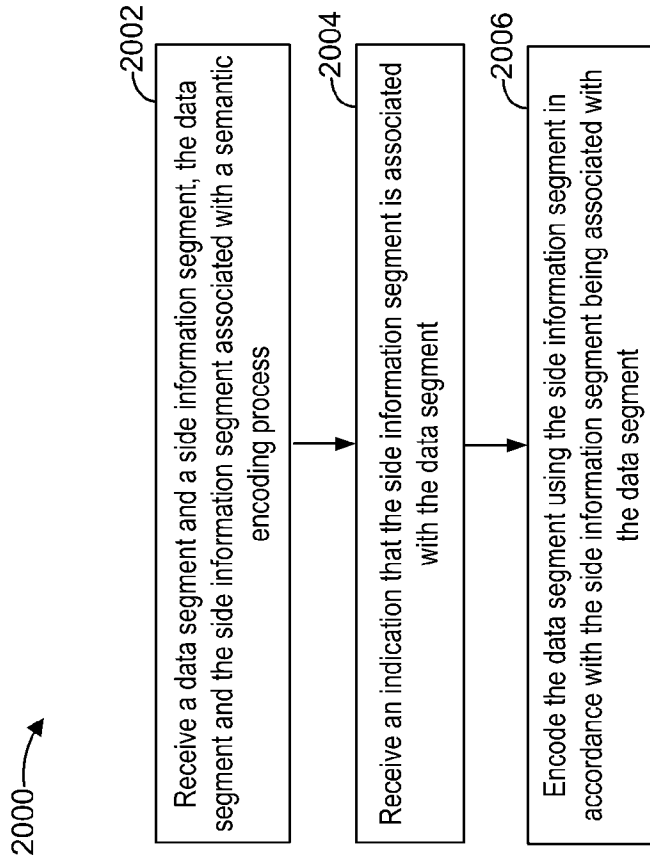 2000
2002
Receive a data segment and a side information segment, the data
segment and the side information segment associated with a semantic
encoding process
2004
Receive an indication that the side information segment is associated
with the data segment
2006
Encode the data segment using the side information segment in
accordance with the side information segment being associated with
the data segment